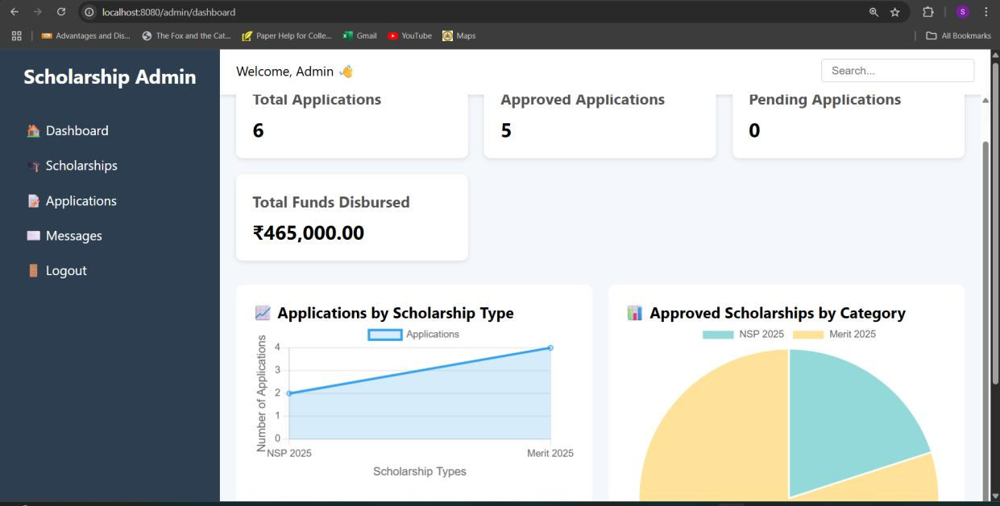 localhost:8080/admin/dashboard
S
Advantages and Dis...
The Fox and the Cat...
Paper Help for Colle...
Gmail
YouTube
Maps
All Bookmarks
Scholarship Admin
Dashboard
Scholarships
Applications
Messages
Logout
Welcome, Admin 👋
Search...
Total Applications
6
Approved Applications
5
Pending Applications
0
Total Funds Disbursed
₹465,000.00
Applications by Scholarship Type
Applications
Number of Applications
4
3
2
1
0
NSP 2025
Merit 2025
Scholarship Types
Approved Scholarships by Category
NSP 2025
Merit 2025